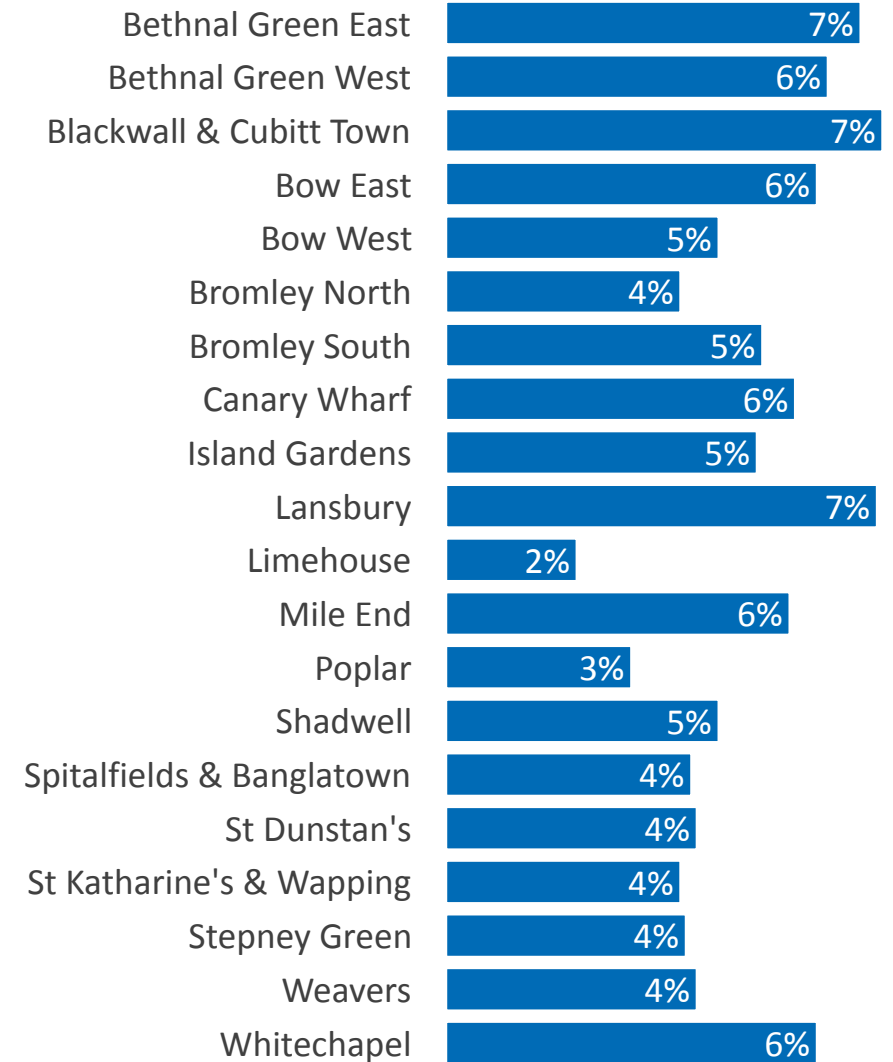 Bethnal Green East 7%
Bethnal Green West 6%
Blackwall & Cubitt Town 7%
Bow East 6%
Bow West 5%
Bromley North 4%
Bromley South 5%
Canary Wharf 6%
Island Gardens 5%
Lansbury 7%
Limehouse 2%
Mile End 6%
Poplar 3%
Shadwell 5%
Spitalfields & Banglatown 4%
St Dunstan's 4%
St Katharine's & Wapping 4%
Stepney Green 4%
Weavers 4%
Whitechapel 6%